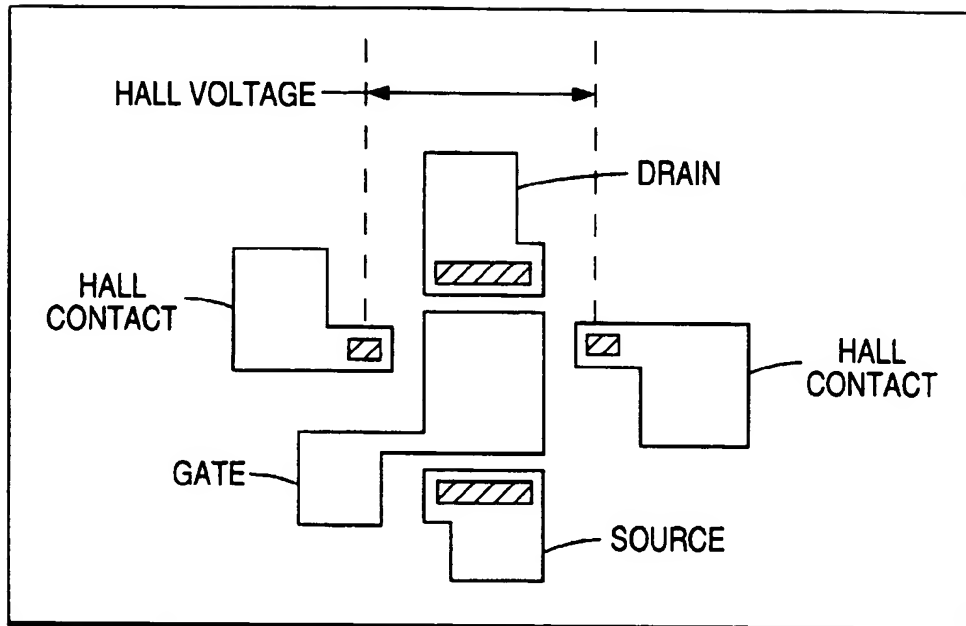 HALL VOLTAGE
DRAIN
HALL
CONTACT
HALL
CONTACT
GATE
SOURCE